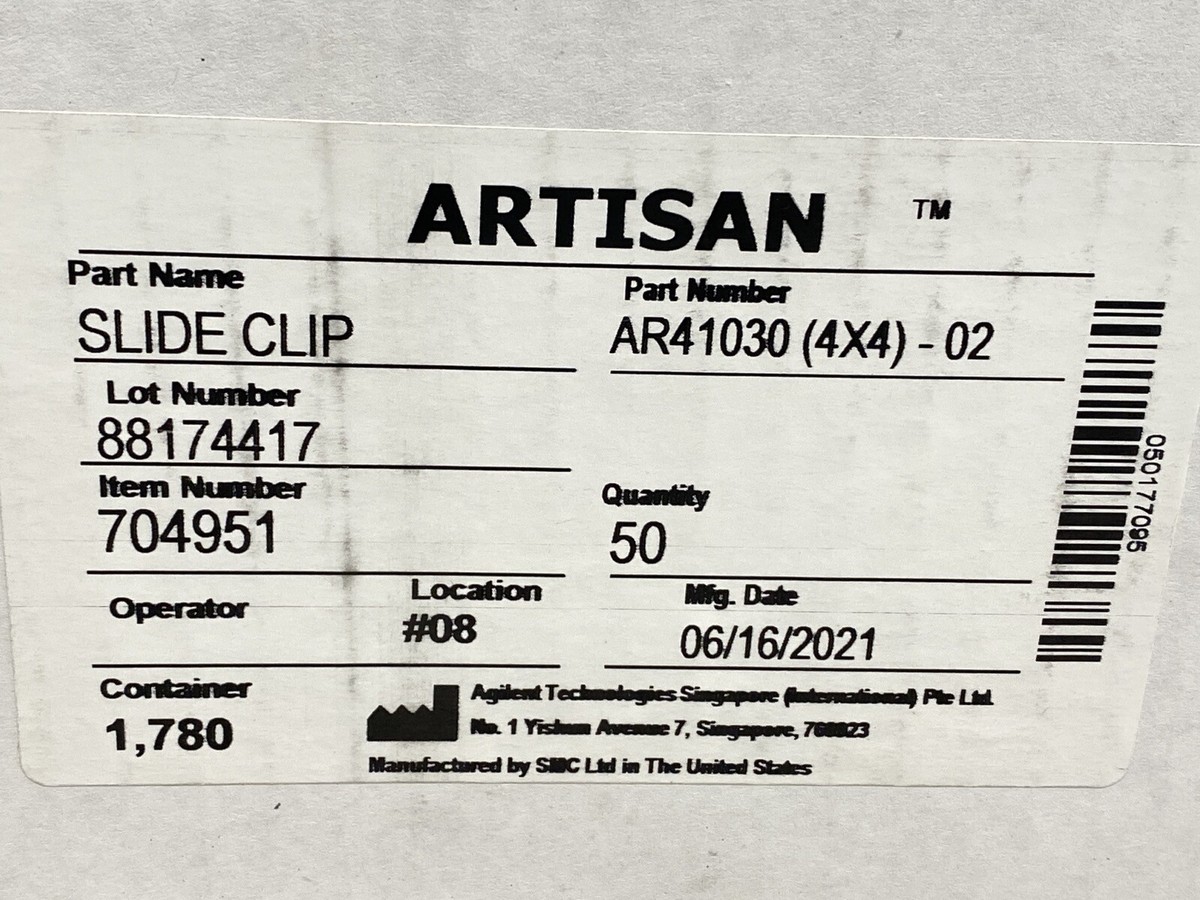 ARTISAN ™
Part Name
SLIDE CLIP
Part Number
AR41030 (4X4) - 02
Lot Number
88174417
Item Number
704951
Quantity
50
Operator
Location
#08
Mfg. Date
06/16/2021
Container
1,780
Agilent Technologies Singapore (International) Pte Ltd.
No. 1 Yishun Avenue 7, Singapore, 768923
Manufactured by SMC Ltd in The United States
050177095